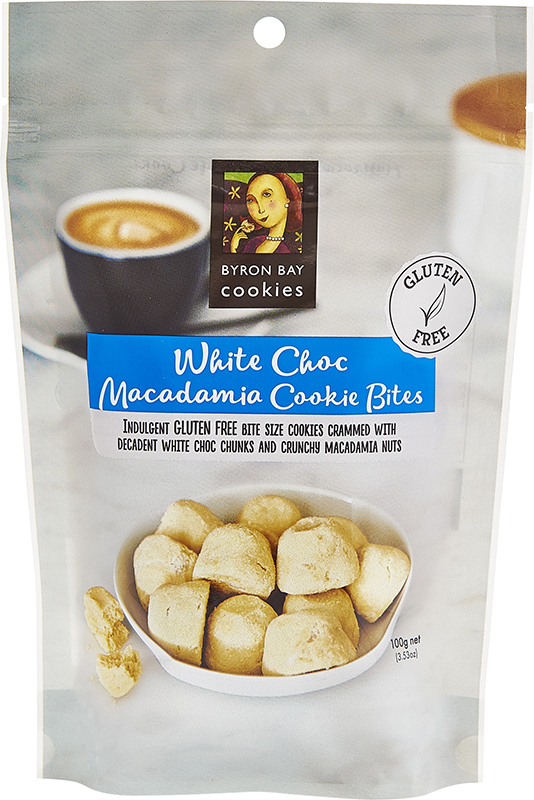 BYRON BAY
cookies
GLUTEN
FREE
White Choc
Macadamia Cookie Bites
INDULGENT GLUTEN FREE BITE SIZE COOKIES CRAMMED WITH
DECADENT WHITE CHOC CHUNKS AND CRUNCHY MACADAMIA NUTS
100g net
(3.53oz)